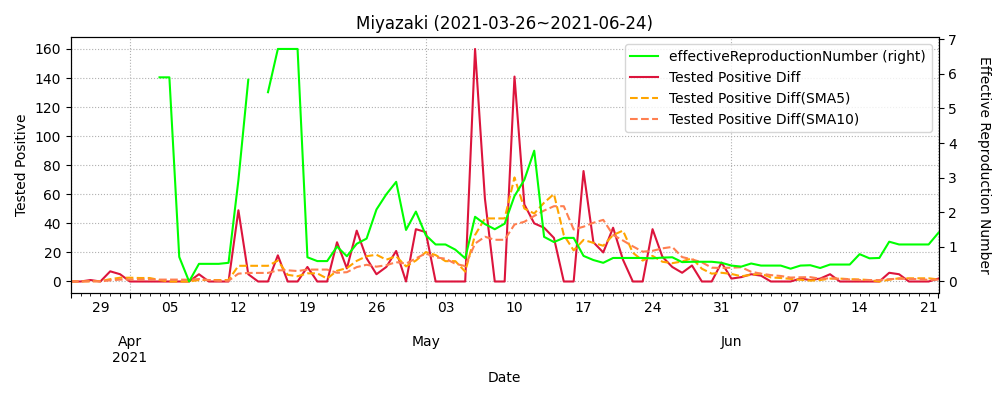 Miyazaki (2021-03-26~2021-06-24)
effectiveReproductionNumber (right)
Tested Positive Diff
Tested Positive Diff(SMA5)
Tested Positive Diff(SMA10)
Tested Positive
160
140
120
100
80
60
40
20
0
7
6
5
4
3
2
1
0
Effective Reproduction Number
29 05 12 19 26 03 10 17 24 31 07 14 21
Apr May Jun
2021
Date